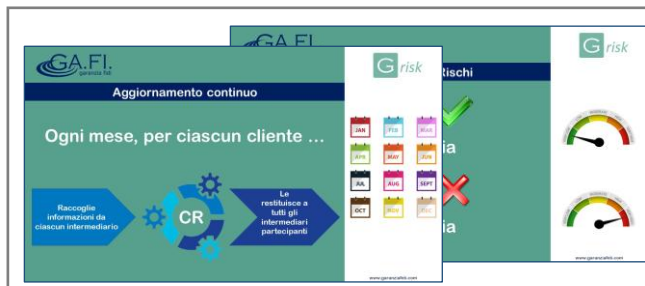 GA.FI.
garanzia fidi
G risk
Aggiornamento continuo
Ogni mese, per ciascun cliente ...
Raccoglie
informazioni da
ciascun intermediario
CR
Le
restituisce a
tutti gli
intermediari
partecipanti
JAN
FEB
MAR
APR
MAY
JUN
JUL
AUG
SEPT
OCT
NOV
DEC
www.garanziafidi.com
GA.FI.
G risk
Rischi
ia
ia
www.garanziafidi.com